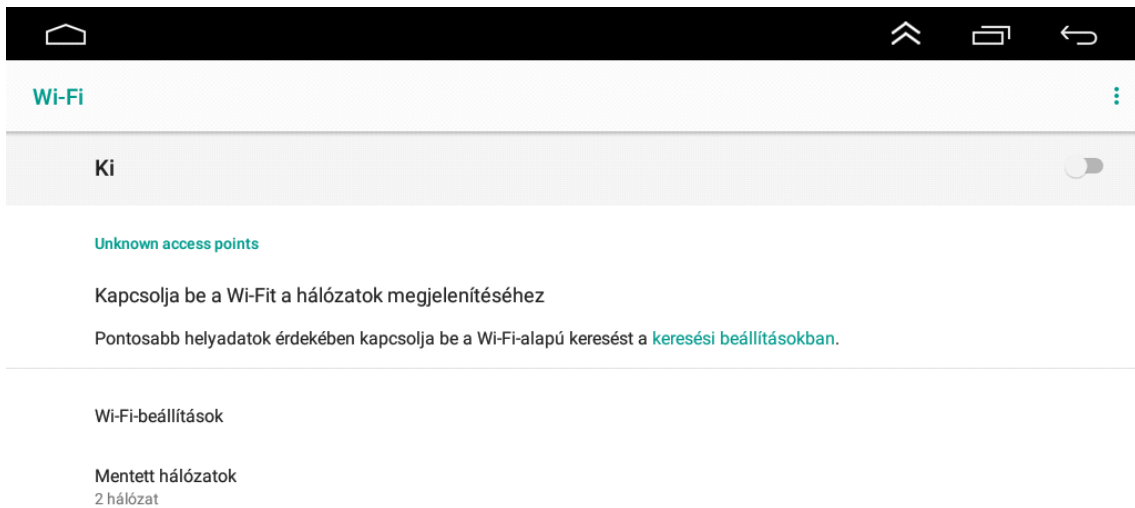 Wi-Fi
Ki
Unknown access points
Kapcsolja be a Wi-Fit a hálózatok megjelenítéséhez
Pontosabb helyadatok érdekében kapcsolja be a Wi-Fi-alapú keresést a keresési beállításokban.
Wi-Fi-beállítások
Mentett hálózatok
2 hálózat